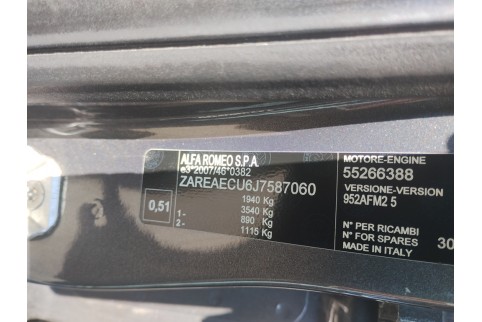 ALFA ROMEO S.P.A.
e3*2007/46*0382
ZAREAECU6J7587060
0,51
1940 Kg
3540 Kg
1- 890 Kg
2- 1115 Kg
MOTORE-ENGINE
55266388
VERSIONE-VERSION
952AFM2 5
N° PER RICAMBI
N° FOR SPARES 30
MADE IN ITALY